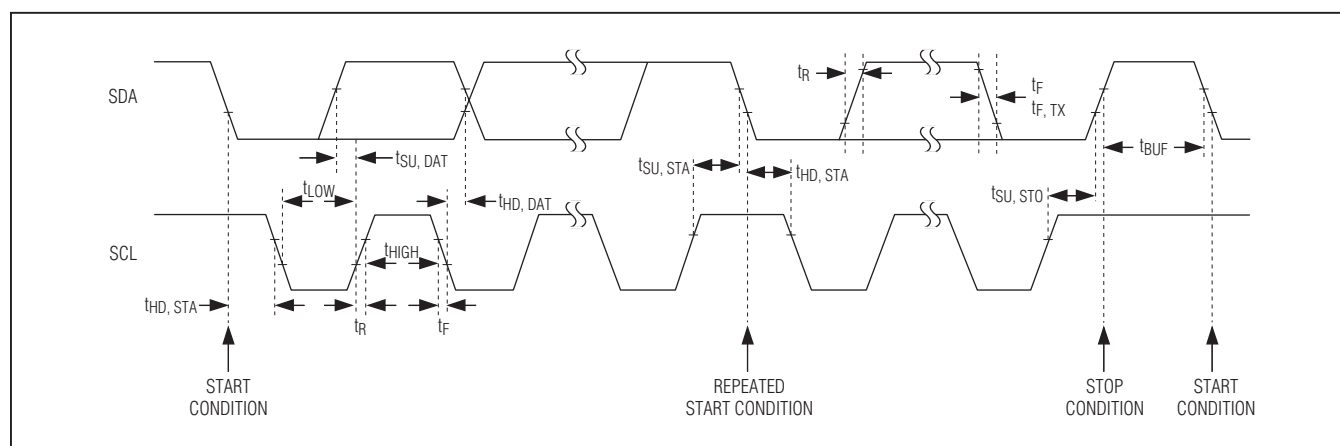 SDA
tR
tF
tF, TX
tSU, DAT
tSU, STA
tHD, STA
tBUF
tLOW
tHD, DAT
tSU, STO
SCL
tHIGH
tHD, STA
tR
tF
START
CONDITION
REPEATED
START CONDITION
STOP
CONDITION
START
CONDITION